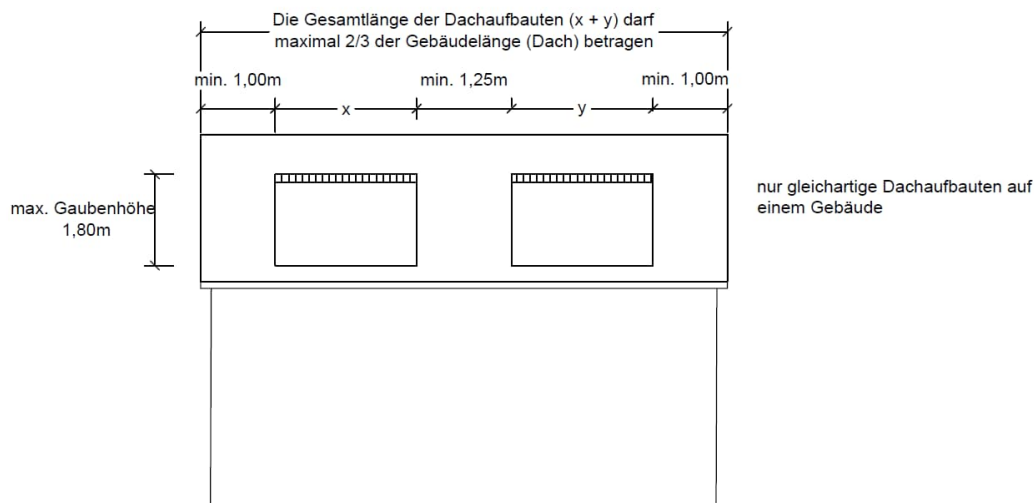 Die Gesamtlänge der Dachaufbauten (x + y) darf
maximal 2/3 der Gebäudelänge (Dach) betragen
min. 1,00m
min. 1,25m
min. 1,00m
x
y
max. Gaubenhöhe
1,80m
nur gleichartige Dachaufbauten auf
einem Gebäude